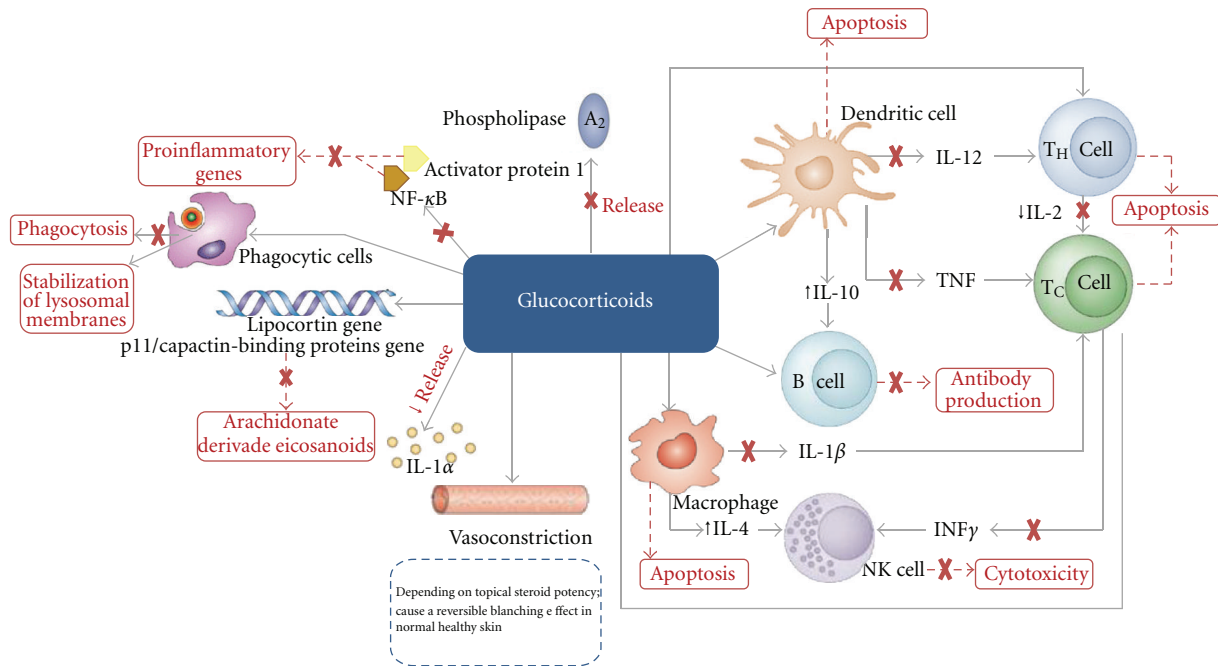 Apoptosis
Phospholipase
A2
Dendritic cell
Proinflammatory
genes
Activator protein 1
NF-κB
Release
IL-12
TH Cell
↓IL-2
Apoptosis
Phagocytosis
Phagocytic cells
Stabilization
of lysosomal
membranes
Glucocorticoids
↑IL-10
TNF
TC Cell
Lipocortin gene
p11/capactin-binding proteins gene
↓ Release
B cell
Antibody
production
Arachidonate
derivade eicosanoids
IL-1α
IL-1β
Macrophage
Vasoconstriction
↑IL-4
INFγ
NK cell
Apoptosis
Cytotoxicity
Depending on topical steroid potency;
cause a reversible blanching e ffect in
normal healthy skin